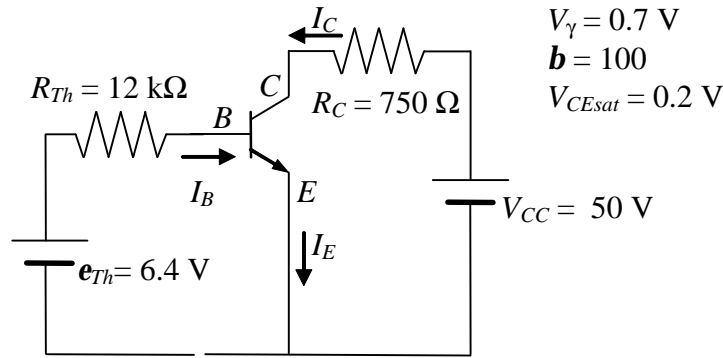 I_C
V_γ = 0.7 V
b = 100
V_CEsat = 0.2 V
R_Th = 12 kΩ
C
R_C = 750 Ω
B
I_B
E
V_CC = 50 V
I_E
e_Th = 6.4 V